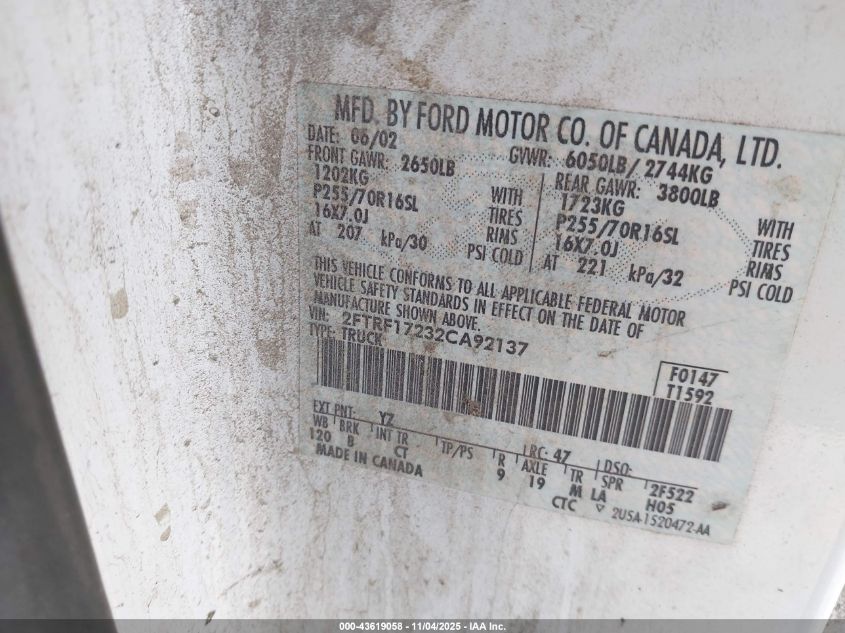 MFD. BY FORD MOTOR CO. OF CANADA, LTD.
DATE: 06/02 GVWR: 6050LB/ 2744KG
FRONT GAWR: 2650LB REAR GAWR: 3800LB
1202KG WITH 1723KG WITH
P255/70R16SL TIRES P255/70R16SL TIRES
16X7.0J RIMS 16X7.0J RIMS
AT 207 kPa/30 PSI COLD AT 221 kPa/32 PSI COLD
THIS VEHICLE CONFORMS TO ALL APPLICABLE FEDERAL MOTOR
VEHICLE SAFETY STANDARDS IN EFFECT ON THE DATE OF
MANUFACTURE SHOWN ABOVE.
VIN: 2FTRF17232CA92137
TYPE: TRUCK
F0147
T1592
EXT PNT: YZ LRC: 47 DSO:
WB BRK INT TR TP/PS R AXLE TR SPR 2F522
120 B CT 9 19 M LA H05
MADE IN CANADA CTC ▽ 2U5A-1520472-AA
000-43619058 - 11/04/2025 - IAA Inc.